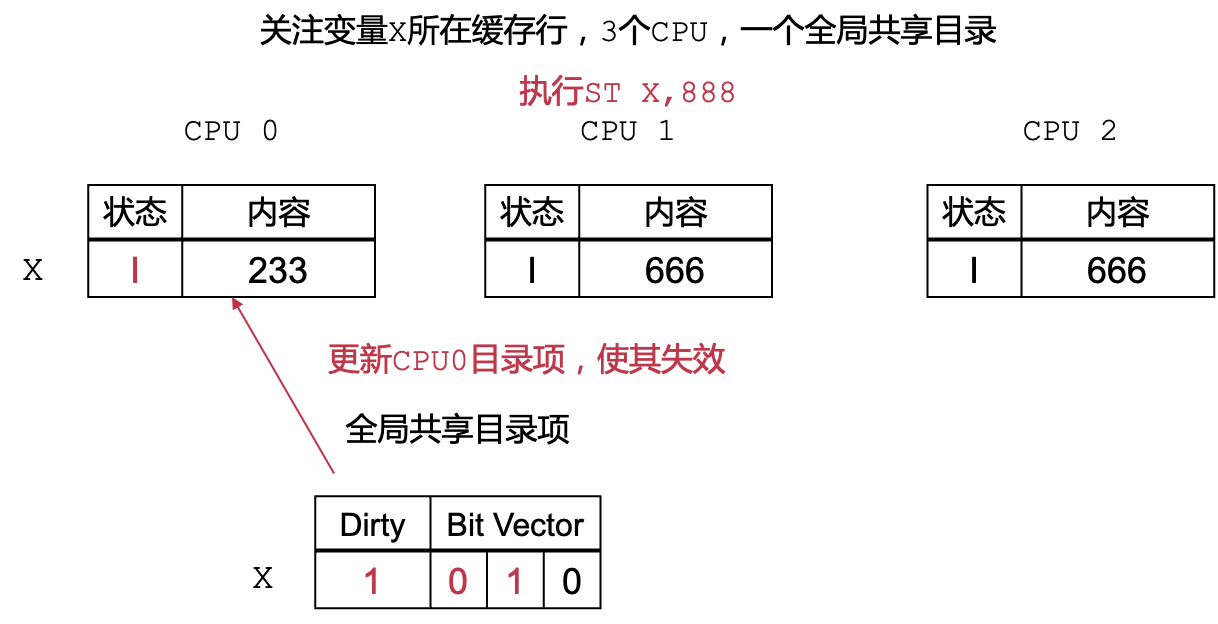 关注变量X所在缓存行，3个CPU，一个全局共享目录
执行ST X,888
CPU 0 CPU 1 CPU 2
状态 内容 状态 内容 状态 内容
X I 233 I 666 I 666
更新CPU0目录项，使其失效
全局共享目录项
Dirty Bit Vector
X 1 0 1 0